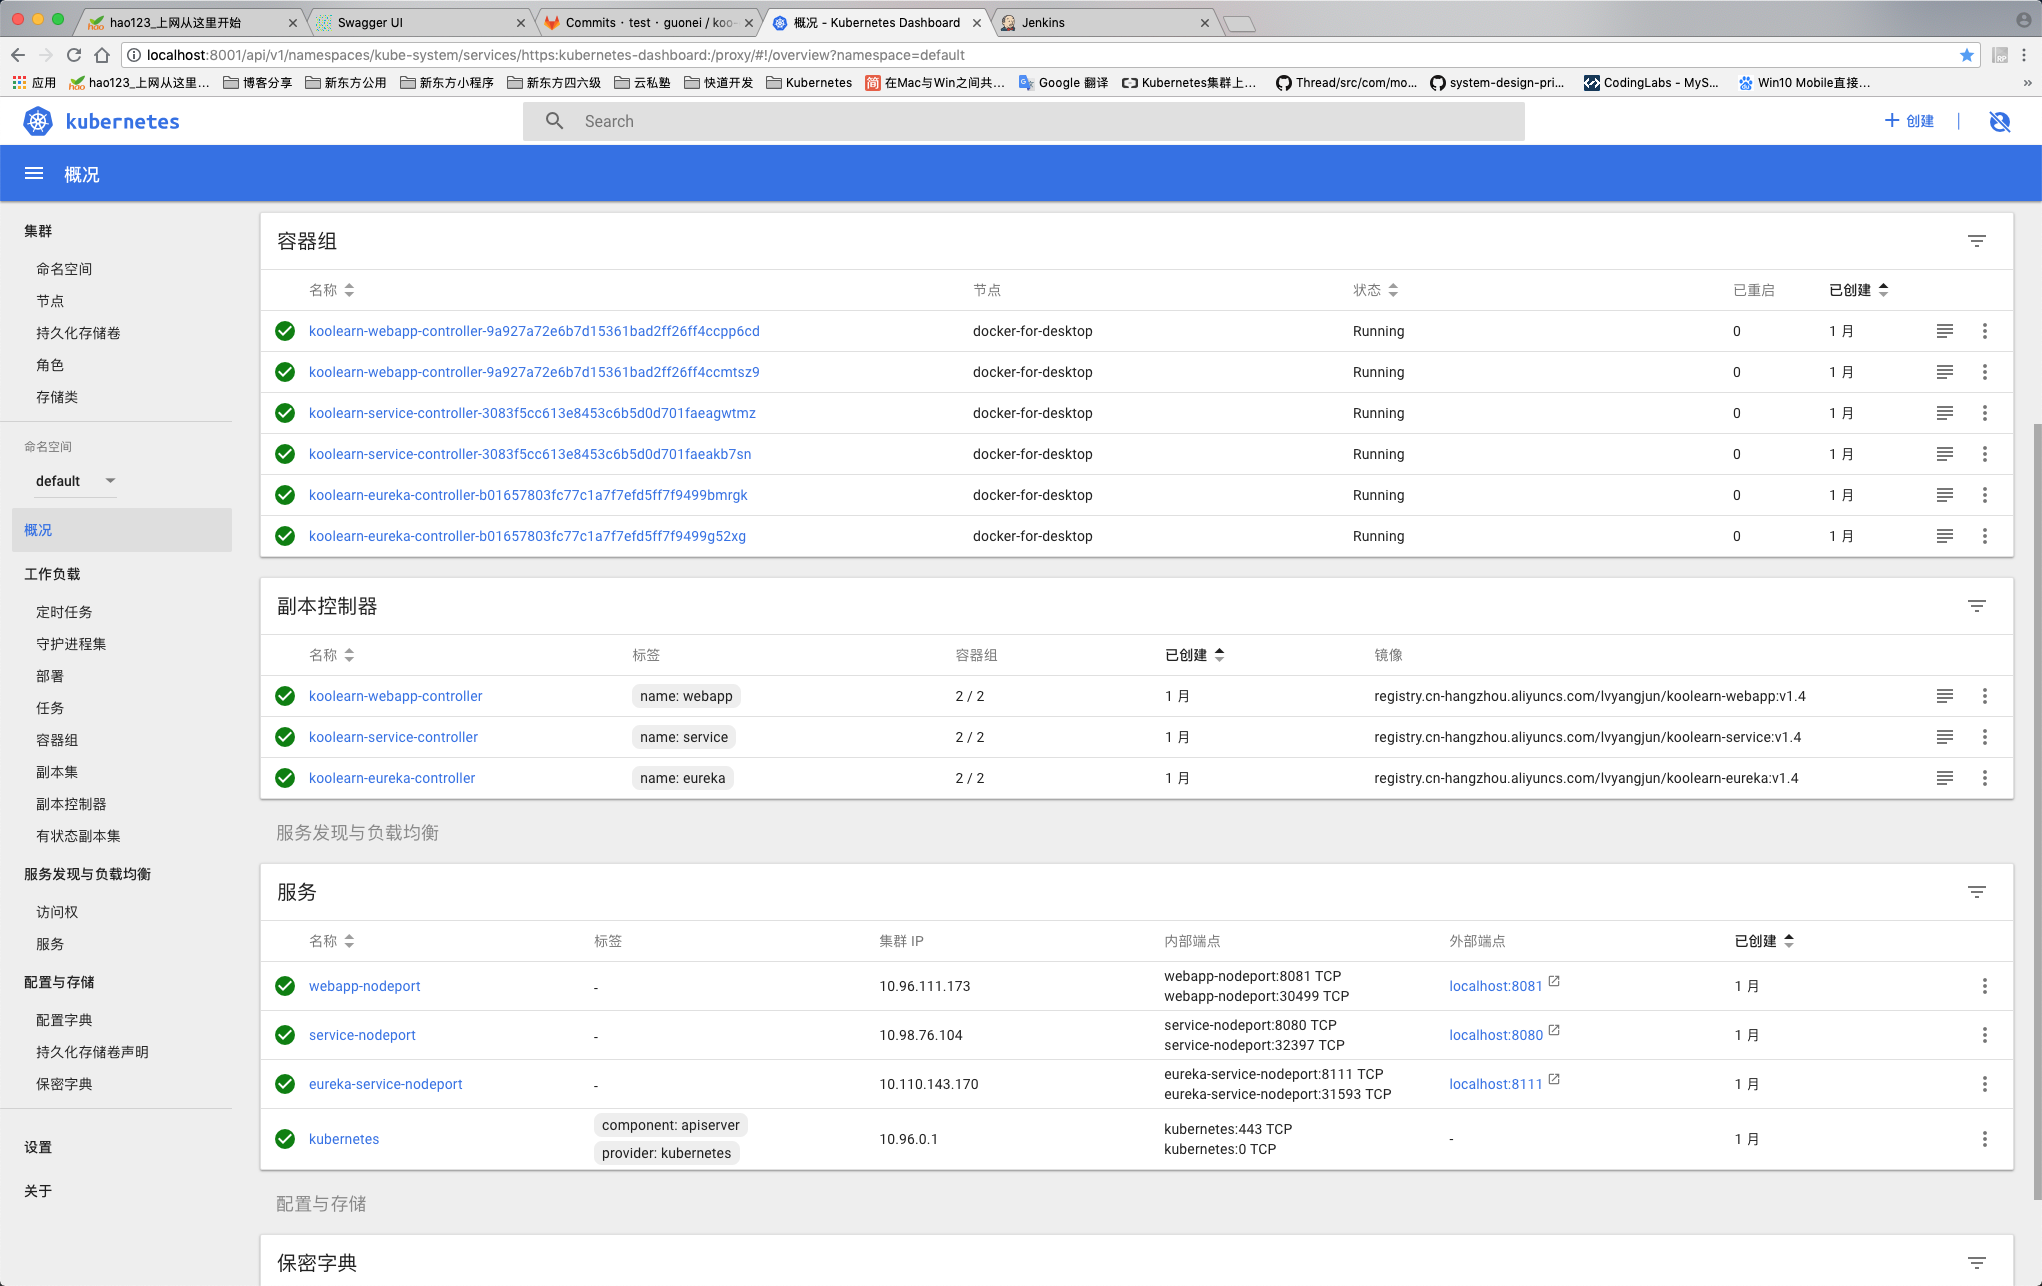 hao123_上网从这里开始
Swagger UI
Commits · test · guonei / koo-
概况 - Kubernetes Dashboard
Jenkins
localhost:8001/api/v1/namespaces/kube-system/services/https:kubernetes-dashboard:/proxy/#!/overview?namespace=default
应用 hao123_上网从这里... 博客分享 新东方公用 新东方小程序 新东方四六级 云私塾 快道开发 Kubernetes 在Mac与Win之间共... Google 翻译 Kubernetes集群上... Thread/src/com/mo... system-design-pri... CodingLabs - MyS... Win10 Mobile直接... »
kubernetes
Search
+ 创建
概况
集群
命名空间
节点
持久化存储卷
角色
存储类
命名空间
default
概况
工作负载
定时任务
守护进程集
部署
任务
容器组
副本集
副本控制器
有状态副本集
服务发现与负载均衡
访问权
服务
配置与存储
配置字典
持久化存储卷声明
保密字典
设置
关于
容器组
名称 节点 状态 已重启 已创建
koolearn-webapp-controller-9a927a72e6b7d15361bad2ff26ff4ccpp6cd docker-for-desktop Running 0 1 月
koolearn-webapp-controller-9a927a72e6b7d15361bad2ff26ff4ccmtsz9 docker-for-desktop Running 0 1 月
koolearn-service-controller-3083f5cc613e8453c6b5d0d701faeagwtmz docker-for-desktop Running 0 1 月
koolearn-service-controller-3083f5cc613e8453c6b5d0d701faeakb7sn docker-for-desktop Running 0 1 月
koolearn-eureka-controller-b01657803fc77c1a7f7efd5ff7f9499bmrgk docker-for-desktop Running 0 1 月
koolearn-eureka-controller-b01657803fc77c1a7f7efd5ff7f9499g52xg docker-for-desktop Running 0 1 月
副本控制器
名称 标签 容器组 已创建 镜像
koolearn-webapp-controller name: webapp 2 / 2 1 月 registry.cn-hangzhou.aliyuncs.com/lvyangjun/koolearn-webapp:v1.4
koolearn-service-controller name: service 2 / 2 1 月 registry.cn-hangzhou.aliyuncs.com/lvyangjun/koolearn-service:v1.4
koolearn-eureka-controller name: eureka 2 / 2 1 月 registry.cn-hangzhou.aliyuncs.com/lvyangjun/koolearn-eureka:v1.4
服务发现与负载均衡
服务
名称 标签 集群 IP 内部端点 外部端点 已创建
webapp-nodeport - 10.96.111.173 webapp-nodeport:8081 TCP localhost:8081 1 月
webapp-nodeport:30499 TCP
service-nodeport - 10.98.76.104 service-nodeport:8080 TCP localhost:8080 1 月
service-nodeport:32397 TCP
eureka-service-nodeport - 10.110.143.170 eureka-service-nodeport:8111 TCP localhost:8111 1 月
eureka-service-nodeport:31593 TCP
kubernetes component: apiserver 10.96.0.1 kubernetes:443 TCP - 1 月
provider: kubernetes kubernetes:0 TCP
配置与存储
保密字典